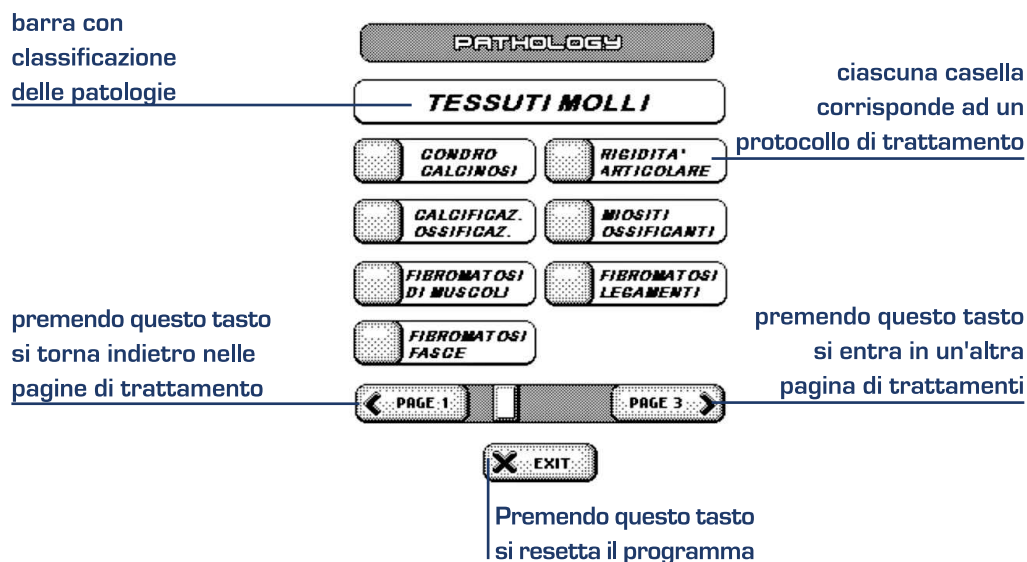 barra con
classificazione
delle patologie
PATHOLOGY
TESSUTI MOLLI
ciascuna casella
corrisponde ad un
protocollo di trattamento
CONDRO
CALCINOSI
RIGIDITA'
ARTICOLARE
CALCIFICAZ.
OSSIFICAZ.
MIOSITI
OSSIFICANTI
FIBROMATOSI
DI MUSCOLI
FIBROMATOSI
LEGAMENTI
FIBROMATOSI
FASCE
premendo questo tasto
si torna indietro nelle
pagine di trattamento
premendo questo tasto
si entra in un'altra
pagina di trattamenti
PAGE 1
PAGE 3
EXIT
Premendo questo tasto
si resetta il programma